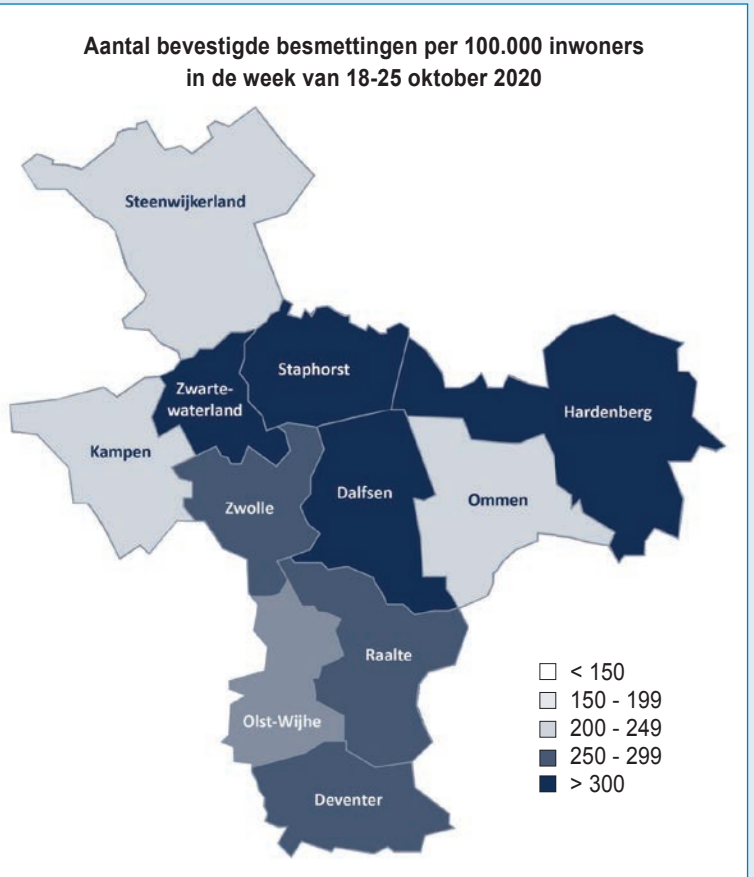 Aantal bevestigde besmettingen per 100.000 inwoners
in de week van 18-25 oktober 2020
Steenwijkerland
Staphorst
Zwarte-
waterland
Hardenberg
Kampen
Dalfsen
Ommen
Zwolle
Raalte
Olst-Wijhe
Deventer
< 150
150 - 199
200 - 249
250 - 299
> 300